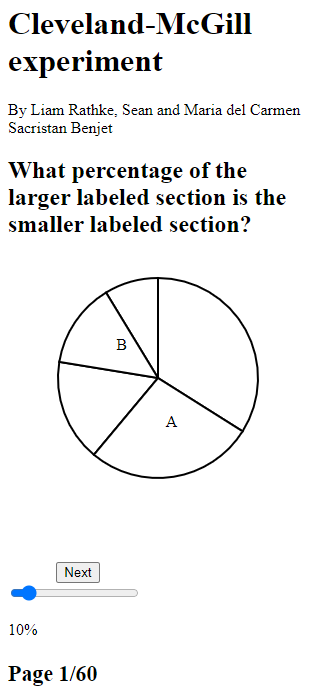 Cleveland-McGill
experiment
By Liam Rathke, Sean and Maria del Carmen
Sacristan Benjet
What percentage of the
larger labeled section is the
smaller labeled section?
B
A
Next
10%
Page 1/60